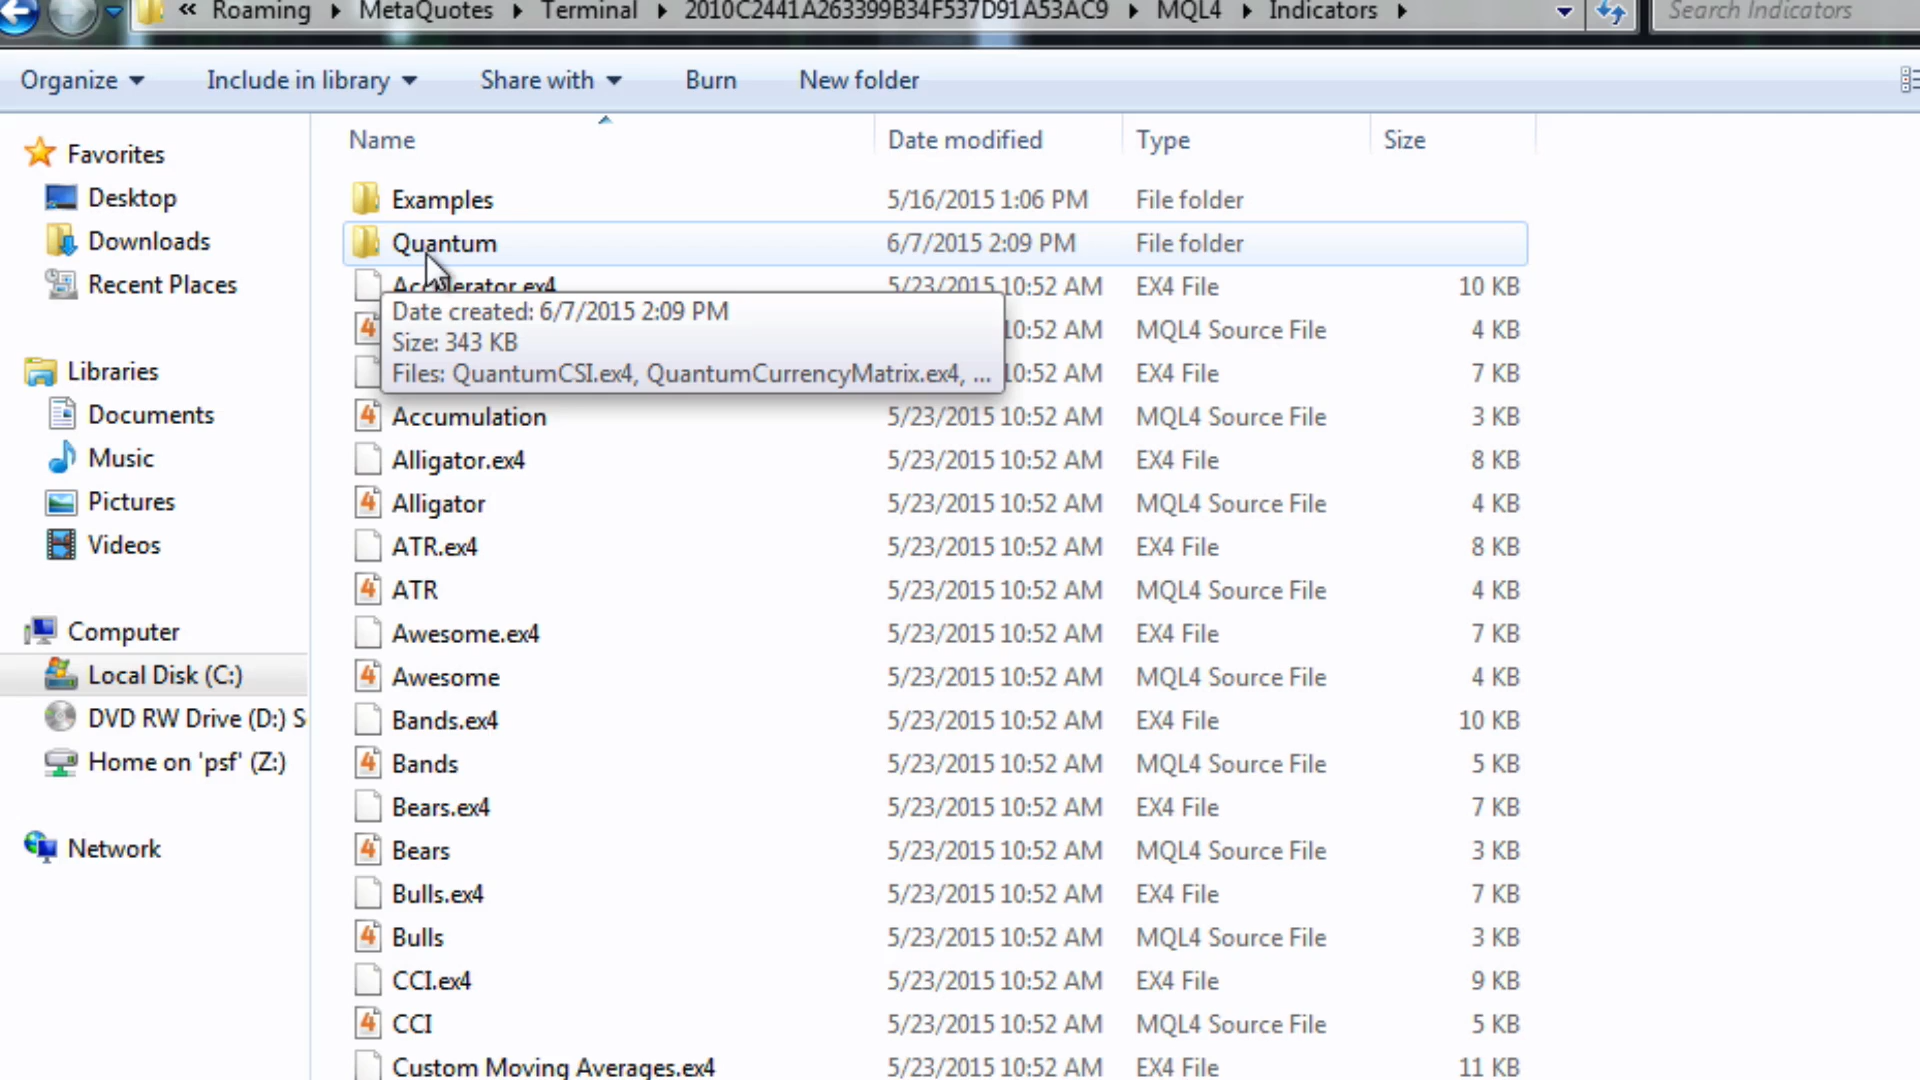 « Roaming ▸ MetaQuotes ▸ Terminal ▸ 2010C2441A263399B34F537D91A53AC9 ▸ MQL4 ▸ Indicators ▸ Search Indicators
Organize Include in library Share with Burn New folder
Name Date modified Type Size
Favorites
Desktop
Downloads
Recent Places
Libraries
Documents
Music
Pictures
Videos
Computer
Local Disk (C:)
DVD RW Drive (D:) S
Home on 'psf' (Z:)
Network
Examples 5/16/2015 1:06 PM File folder
Quantum 6/7/2015 2:09 PM File folder
Accelerator.ex4 5/23/2015 10:52 AM EX4 File 10 KB
Date created: 6/7/2015 2:09 PM
Size: 343 KB
Files: QuantumCSI.ex4, QuantumCurrencyMatrix.ex4, ...
10:52 AM MQL4 Source File 4 KB
10:52 AM EX4 File 7 KB
Accumulation 5/23/2015 10:52 AM MQL4 Source File 3 KB
Alligator.ex4 5/23/2015 10:52 AM EX4 File 8 KB
Alligator 5/23/2015 10:52 AM MQL4 Source File 4 KB
ATR.ex4 5/23/2015 10:52 AM EX4 File 8 KB
ATR 5/23/2015 10:52 AM MQL4 Source File 4 KB
Awesome.ex4 5/23/2015 10:52 AM EX4 File 7 KB
Awesome 5/23/2015 10:52 AM MQL4 Source File 4 KB
Bands.ex4 5/23/2015 10:52 AM EX4 File 10 KB
Bands 5/23/2015 10:52 AM MQL4 Source File 5 KB
Bears.ex4 5/23/2015 10:52 AM EX4 File 7 KB
Bears 5/23/2015 10:52 AM MQL4 Source File 3 KB
Bulls.ex4 5/23/2015 10:52 AM EX4 File 7 KB
Bulls 5/23/2015 10:52 AM MQL4 Source File 3 KB
CCI.ex4 5/23/2015 10:52 AM EX4 File 9 KB
CCI 5/23/2015 10:52 AM MQL4 Source File 5 KB
Custom Moving Averages.ex4 5/23/2015 10:52 AM EX4 File 11 KB